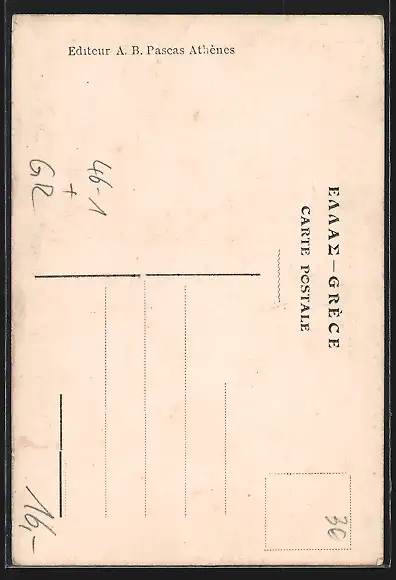 Editeur A. B. Pascas Athènes
ΕΛΛΑΣ — GRÈCE
CARTE POSTALE
46-1
+
GR
16,-
30